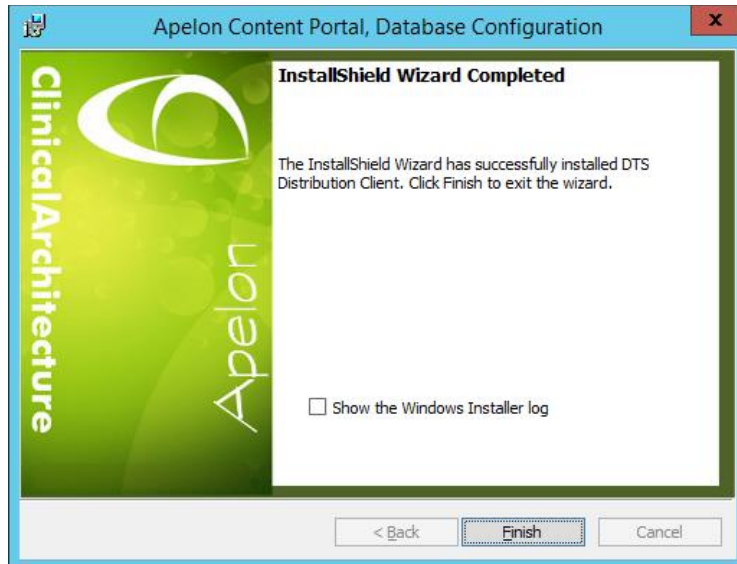 Apelon Content Portal, Database Configuration
x
ClinicalArchitecture
Apelon
InstallShield Wizard Completed
The InstallShield Wizard has successfully installed DTS
Distribution Client. Click Finish to exit the wizard.
Show the Windows Installer log
< Back
Finish
Cancel